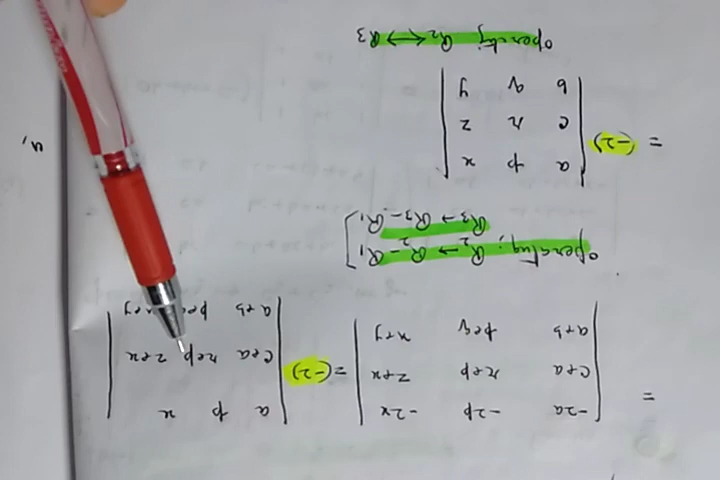 -2a -2p -2x a p x
= c+a r+p z+x = (-2) c+a r+p z+x
a+b p+q x+y a+b
Operating; R2 → R2 - R1
R3 → R3 - R1
a p x
= (-2) c r z
b q y
Operating R2 ↔ R3